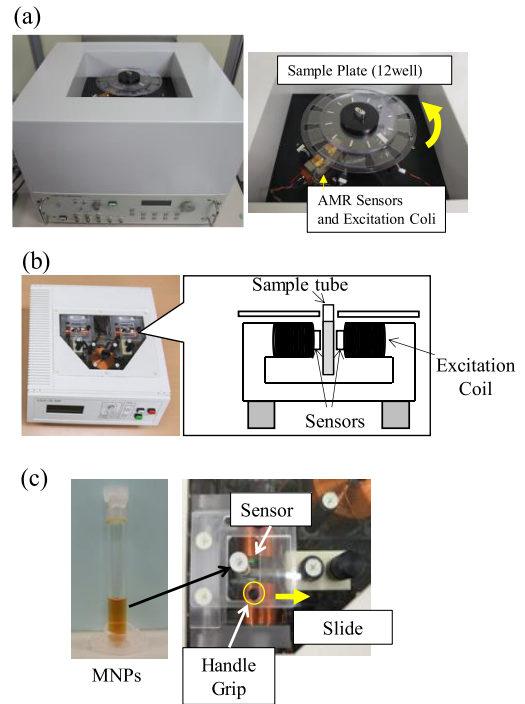 (a)
Sample Plate (12well)
AMR Sensors
and Excitation Coli
(b)
Sample tube
Excitation
Coil
Sensors
(c)
Sensor
Slide
Handle
Grip
MNPs